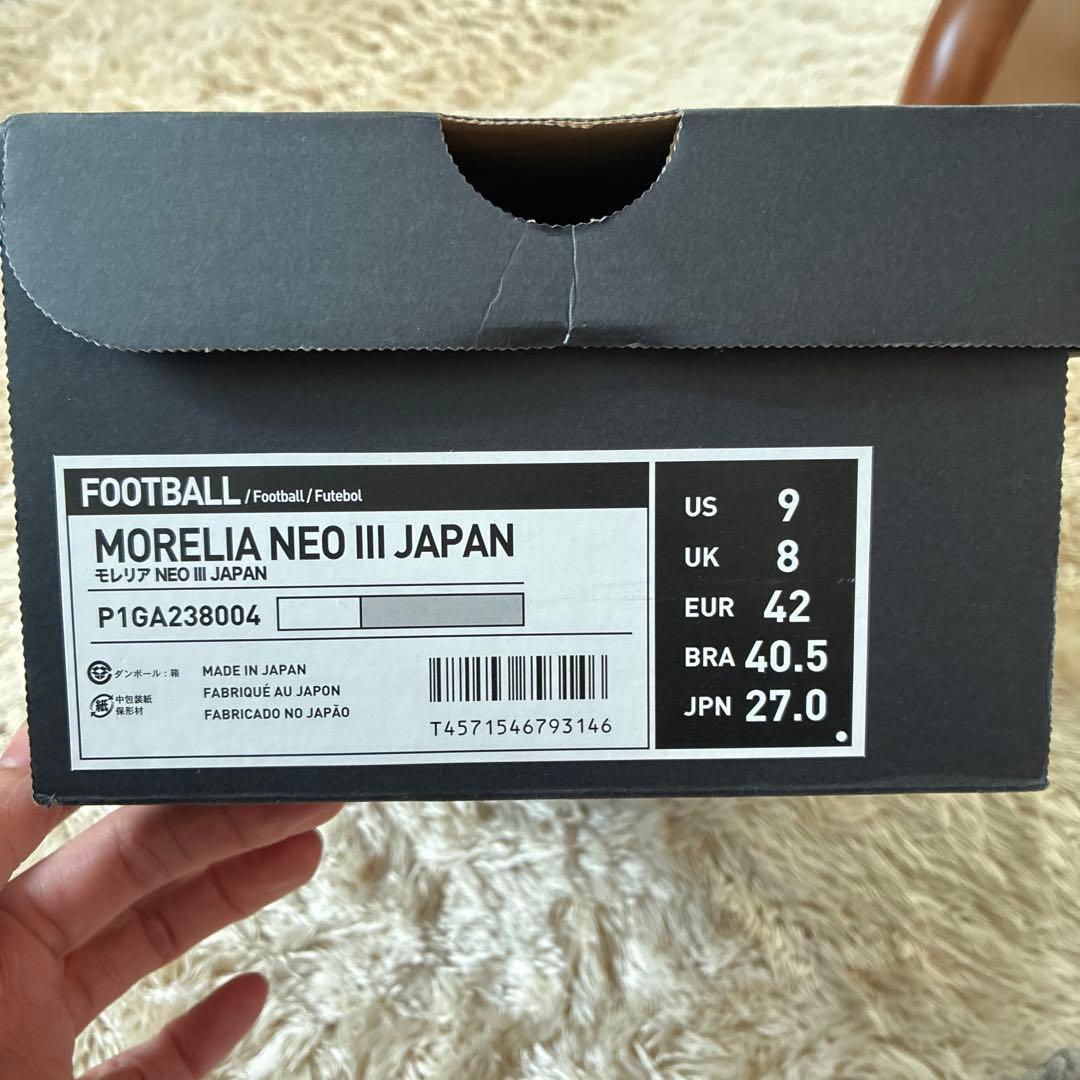 FOOTBALL / Football / Futebol
MORELIA NEO III JAPAN
モレリア NEO III JAPAN
P1GA238004
ダンボール：箱
紙 中包装紙
保形材
MADE IN JAPAN
FABRIQUÉ AU JAPON
FABRICADO NO JAPÃO
T4571546793146
US 9
UK 8
EUR 42
BRA 40.5
JPN 27.0